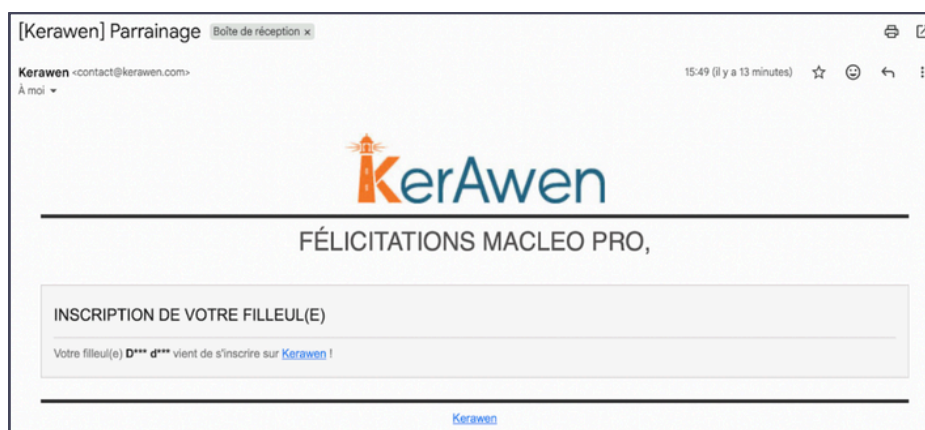 [Kerawen] Parrainage Boîte de réception x
Kerawen <contact@kerawen.com> 15:49 (il y a 13 minutes)
À moi
KerAwen
FÉLICITATIONS MACLEO PRO,
INSCRIPTION DE VOTRE FILLEUL(E)
Votre filleul(e) D*** d*** vient de s'inscrire sur Kerawen !
Kerawen